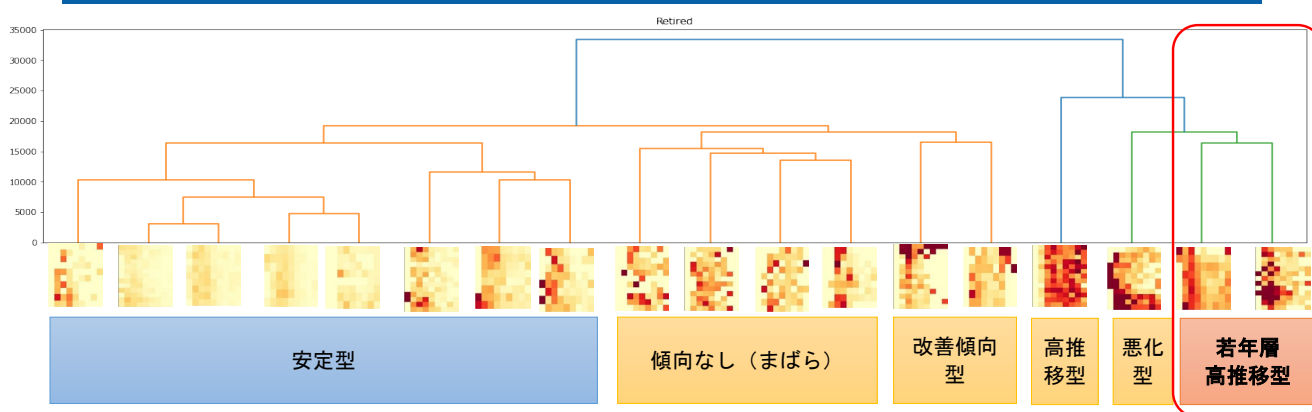 Retired
35000
30000
25000
20000
15000
10000
5000
0
安定型
傾向なし（まばら）
改善傾向
型
高推
移型
悪化
型
若年層
高推移型